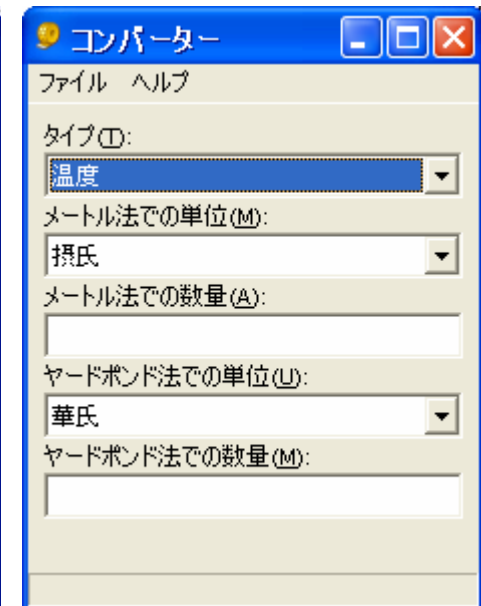 コンバーター
ファイル ヘルプ
タイプ(T):
温度
メートル法での単位(M):
摂氏
メートル法での数量(A):
ヤードポンド法での単位(U):
華氏
ヤードポンド法での数量(M):